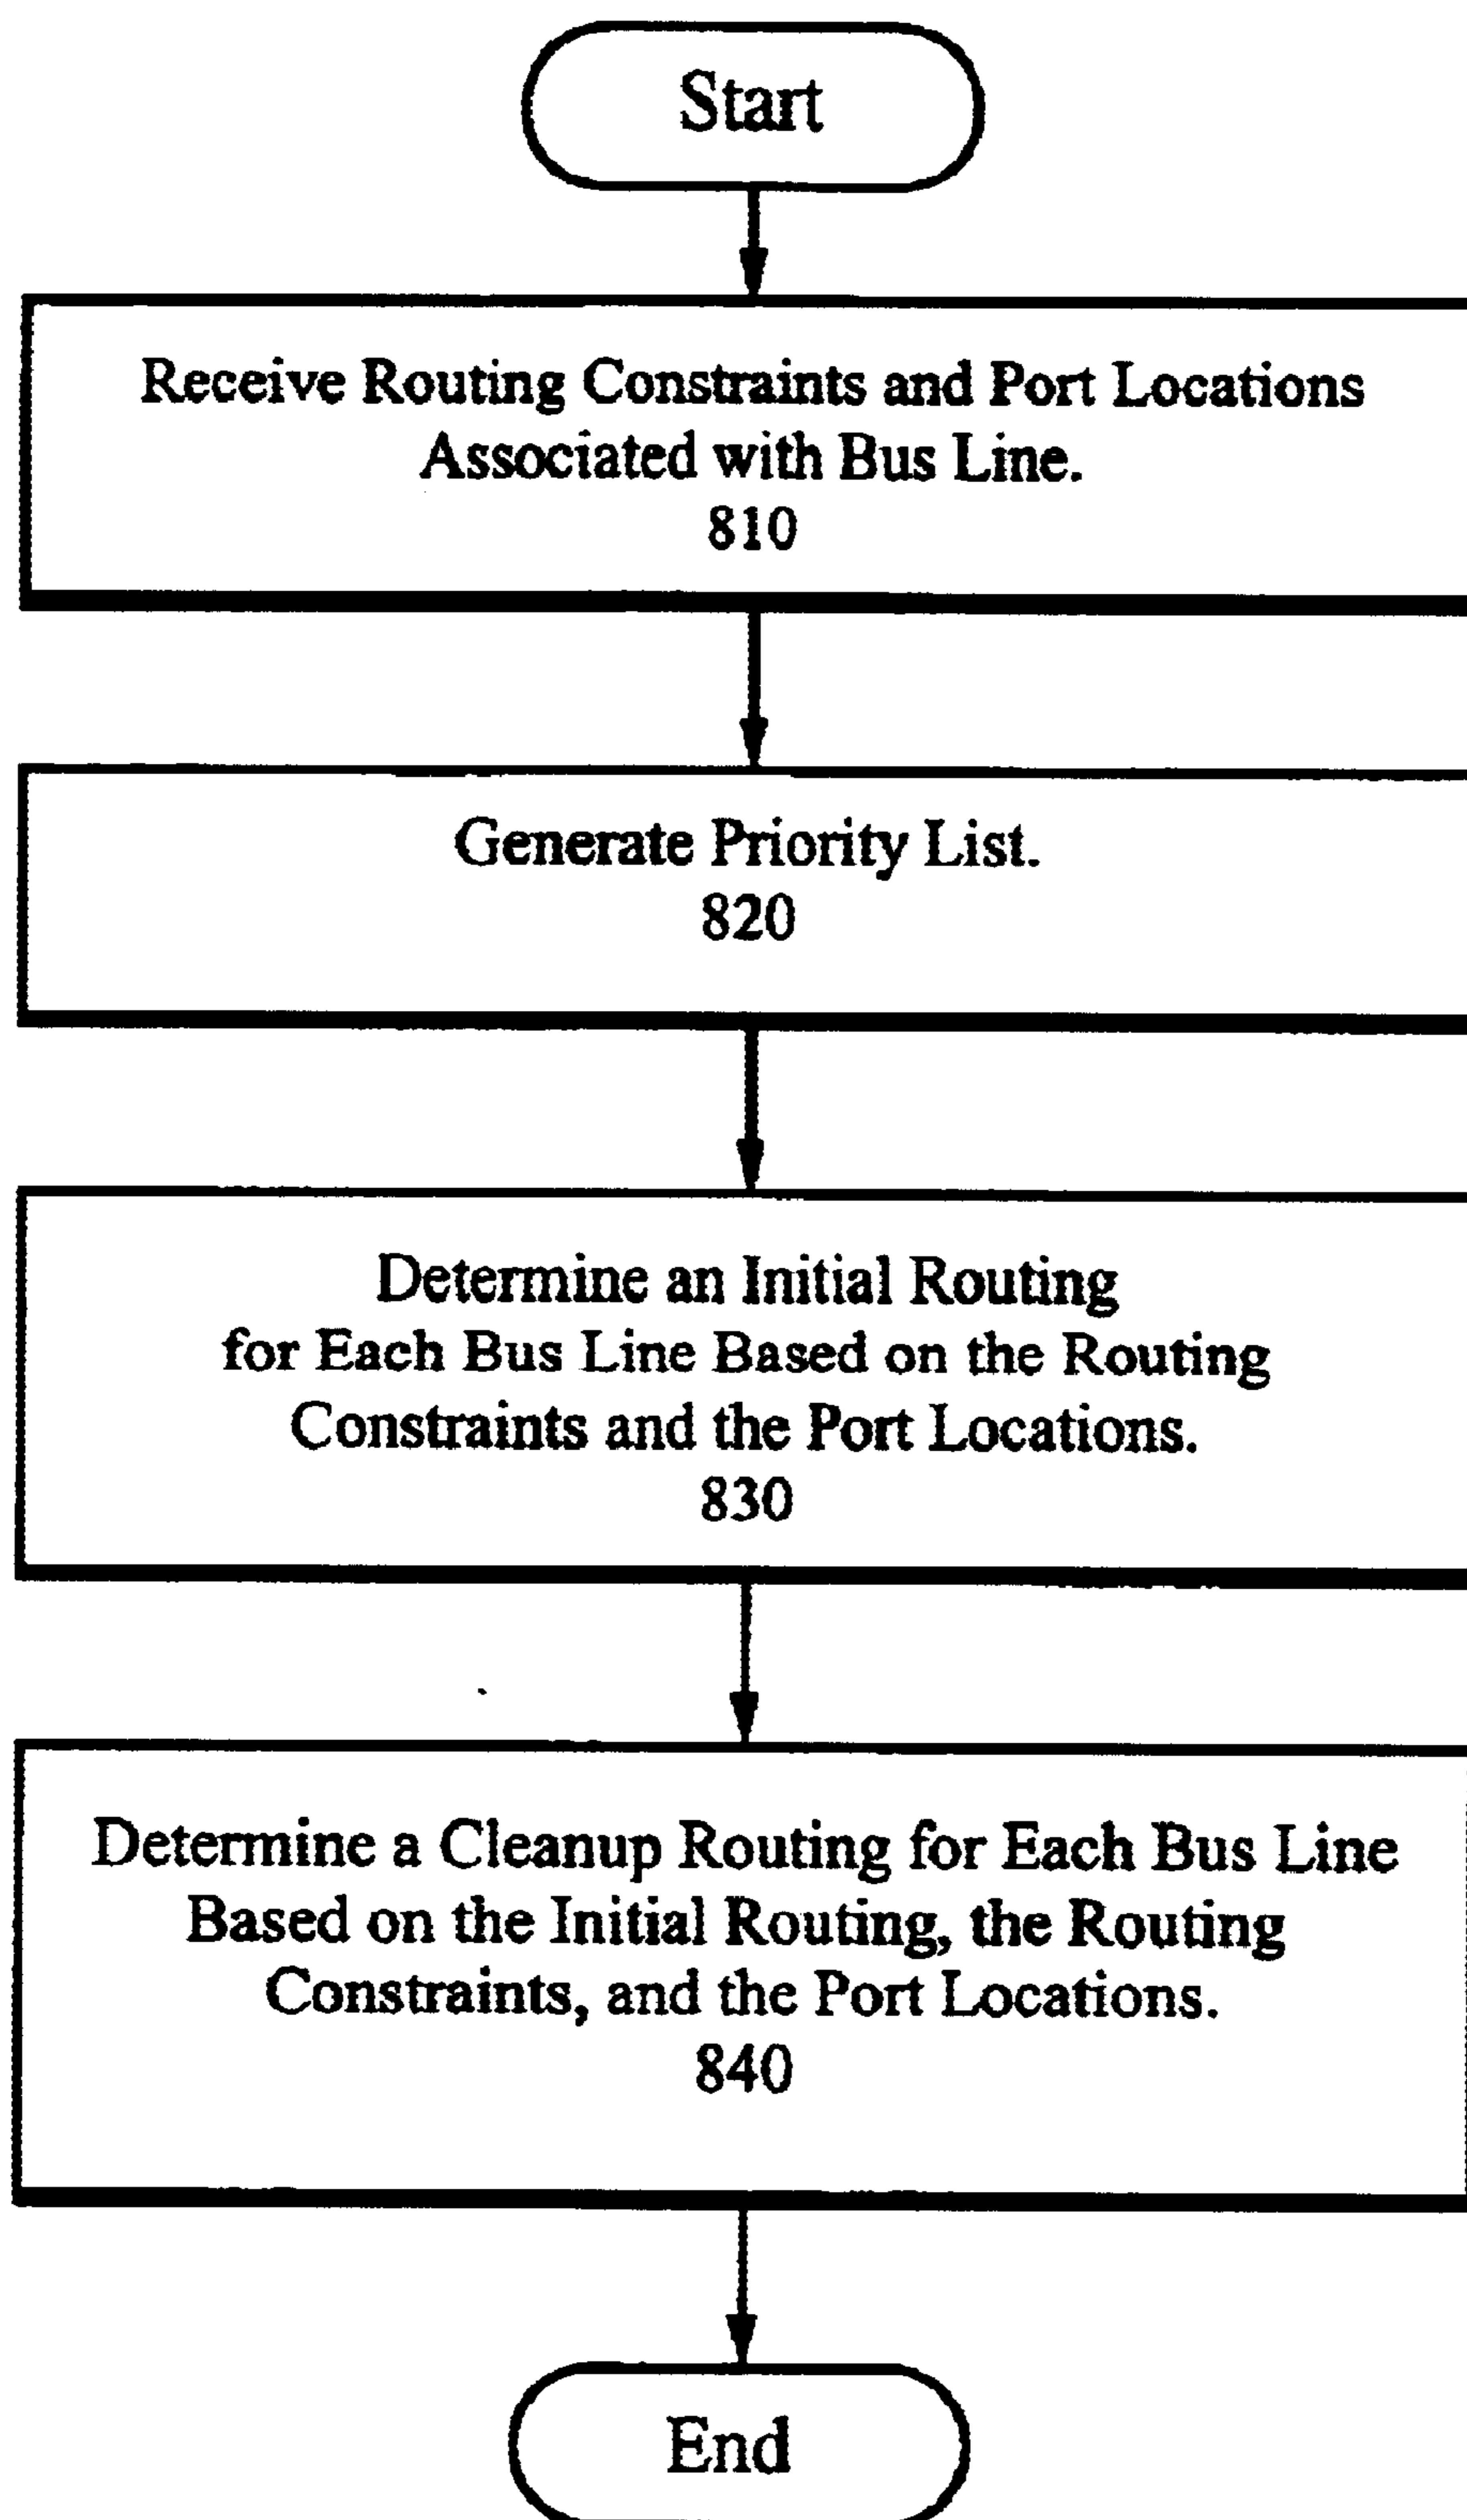 Start
Receive Routing Constraints and Port Locations
Associated with Bus Line.
810
Generate Priority List.
820
Determine an Initial Routing
for Each Bus Line Based on the Routing
Constraints and the Port Locations.
830
Determine a Cleanup Routing for Each Bus Line
Based on the Initial Routing, the Routing
Constraints, and the Port Locations.
840
End